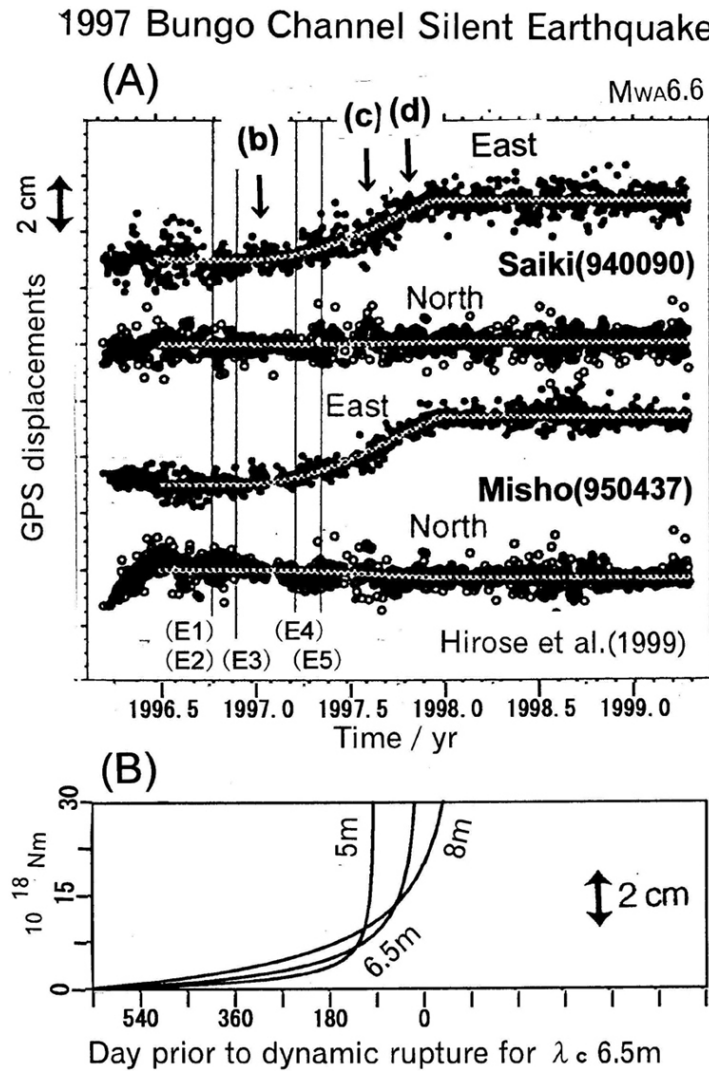 1997 Bungo Channel Silent Earthquake
(A)
MWA6.6
(b)
(c)
(d)
East
2 cm
Saiki(940090)
North
GPS displacements
East
Misho(950437)
North
(E1)
(E2)
(E3)
(E4)
(E5)
Hirose et al.(1999)
1996.5 1997.0 1997.5 1998.0 1998.5 1999.0
Time / yr
(B)
30
15
0
10 18 Nm
5m
8m
6.5m
2 cm
540 360 180 0
Day prior to dynamic rupture for λc 6.5m